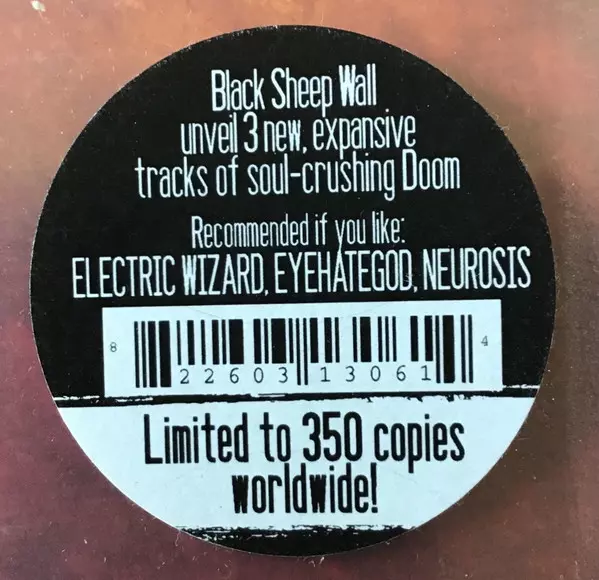 Black Sheep Wall
unveil 3 new, expansive
tracks of soul-crushing Doom
Recommended if you like:
ELECTRIC WIZARD, EYEHATEGOD, NEUROSIS
8 22603 13061 4
Limited to 350 copies
worldwide!